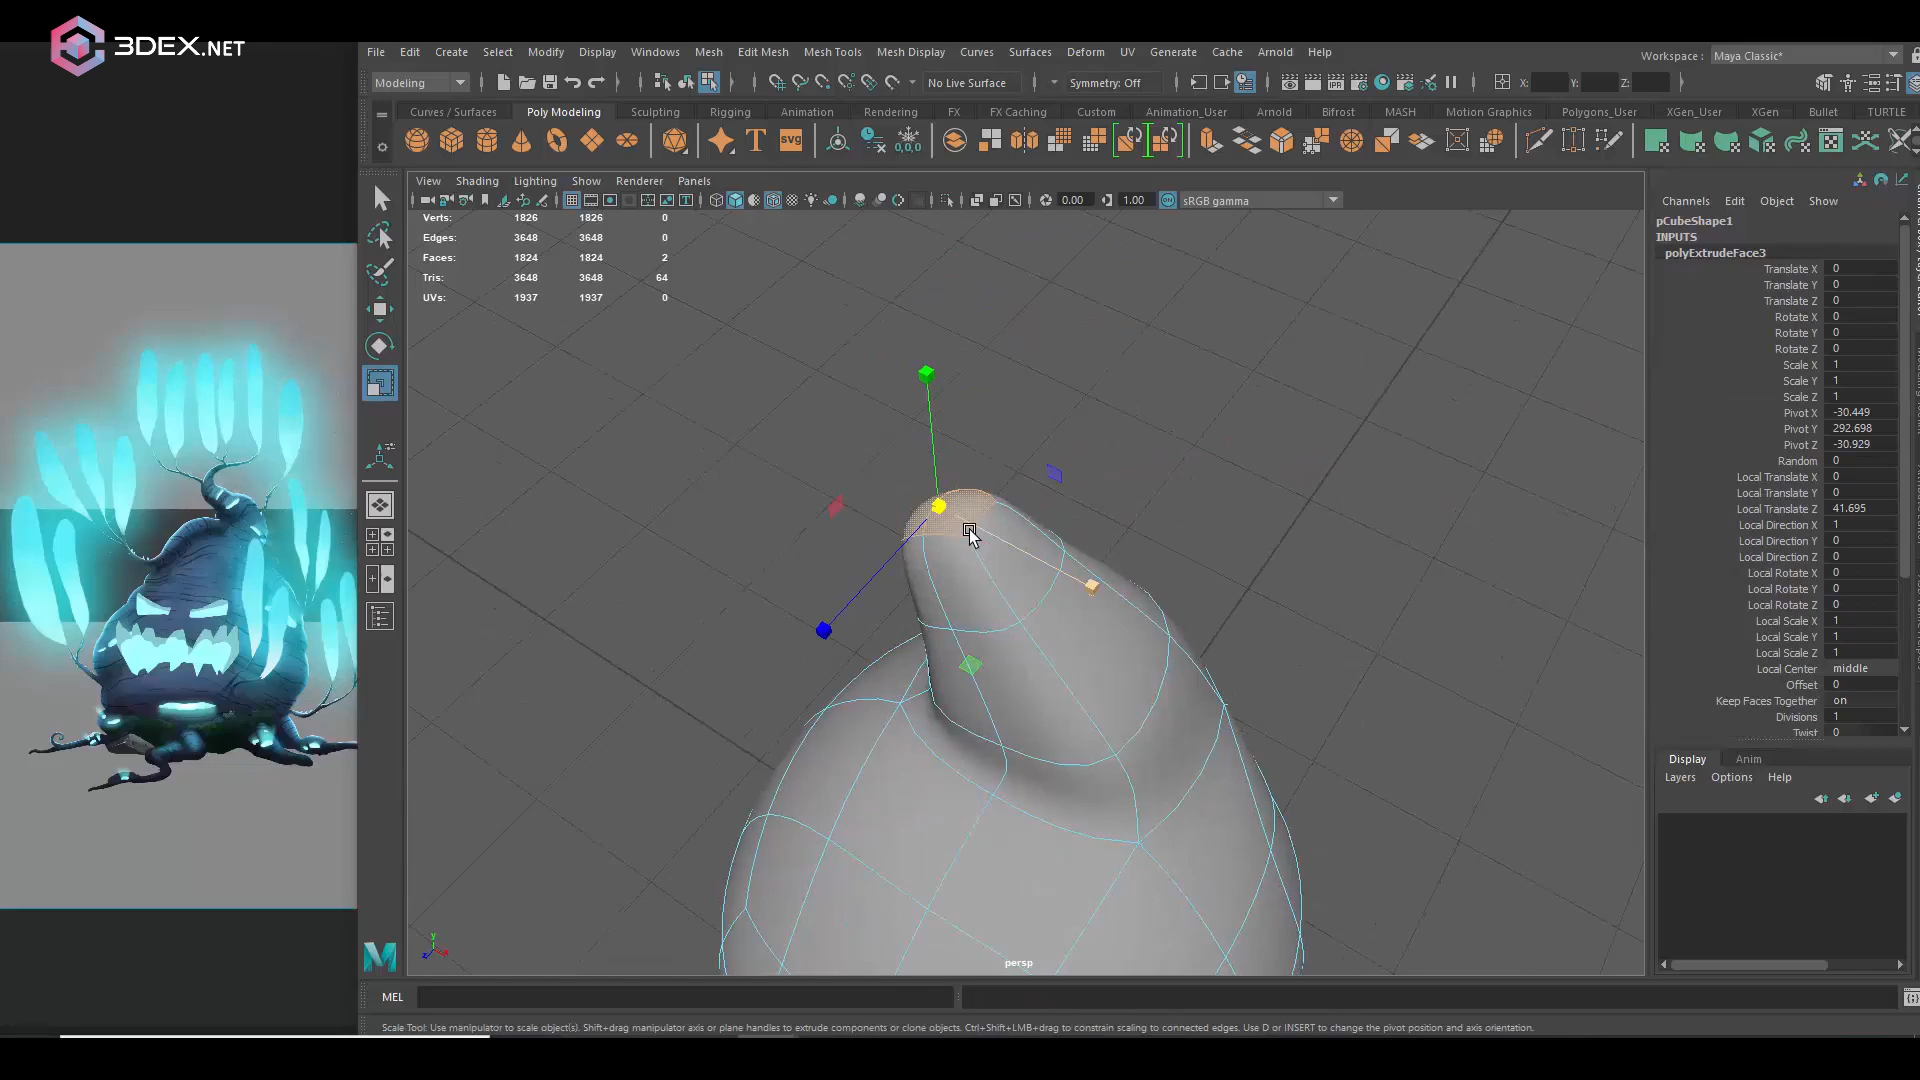 3DEX.NET
File Edit Create Select Modify Display Windows Mesh Edit Mesh Mesh Tools Mesh Display Curves Surfaces Deform UV Generate Cache Arnold Help
Workspace : Maya Classic*
Modeling No Live Surface Symmetry: Off X: Y: Z:
Curves / Surfaces Poly Modeling Sculpting Rigging Animation Rendering FX FX Caching Custom Animation_User Arnold Bifrost MASH Motion Graphics Polygons_User XGen_User XGen Bullet TURTLE
T SVG 0,0,0
View Shading Lighting Show Renderer Panels
0.00 1.00 ON sRGB gamma
Verts: 1826 1826 0
Edges: 3648 3648 0
Faces: 1824 1824 2
Tris: 3648 3648 64
UVs: 1937 1937 0
Channels Edit Object Show
pCubeShape1
INPUTS
polyExtrudeFace3
Translate X 0
Translate Y 0
Translate Z 0
Rotate X 0
Rotate Y 0
Rotate Z 0
Scale X 1
Scale Y 1
Scale Z 1
Pivot X -30.449
Pivot Y 292.698
Pivot Z -30.929
Random 0
Local Translate X 0
Local Translate Y 0
Local Translate Z 41.695
Local Direction X 1
Local Direction Y 0
Local Direction Z 0
Local Rotate X 0
Local Rotate Y 0
Local Rotate Z 0
Local Scale X 1
Local Scale Y 1
Local Scale Z 1
Local Center middle
Offset 0
Keep Faces Together on
Divisions 1
Twist 0
Display Anim
Layers Options Help
y
z x
persp
M
MEL
Scale Tool: Use manipulator to scale object(s). Shift+drag manipulator axis or plane handles to extrude components or clone objects. Ctrl+Shift+LMB+drag to constrain scaling to connected edges. Use D or INSERT to change the pivot position and axis orientation.